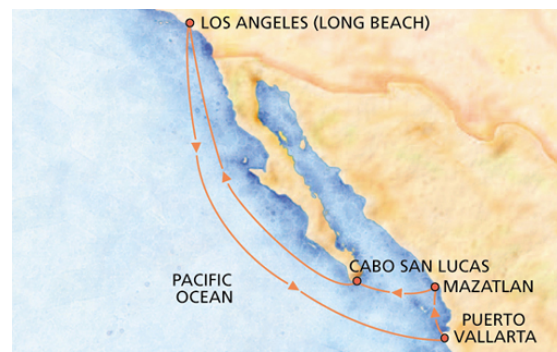 LOS ANGELES (LONG BEACH)
CABO SAN LUCAS
PACIFIC
OCEAN
MAZATLAN
PUERTO
VALLARTA